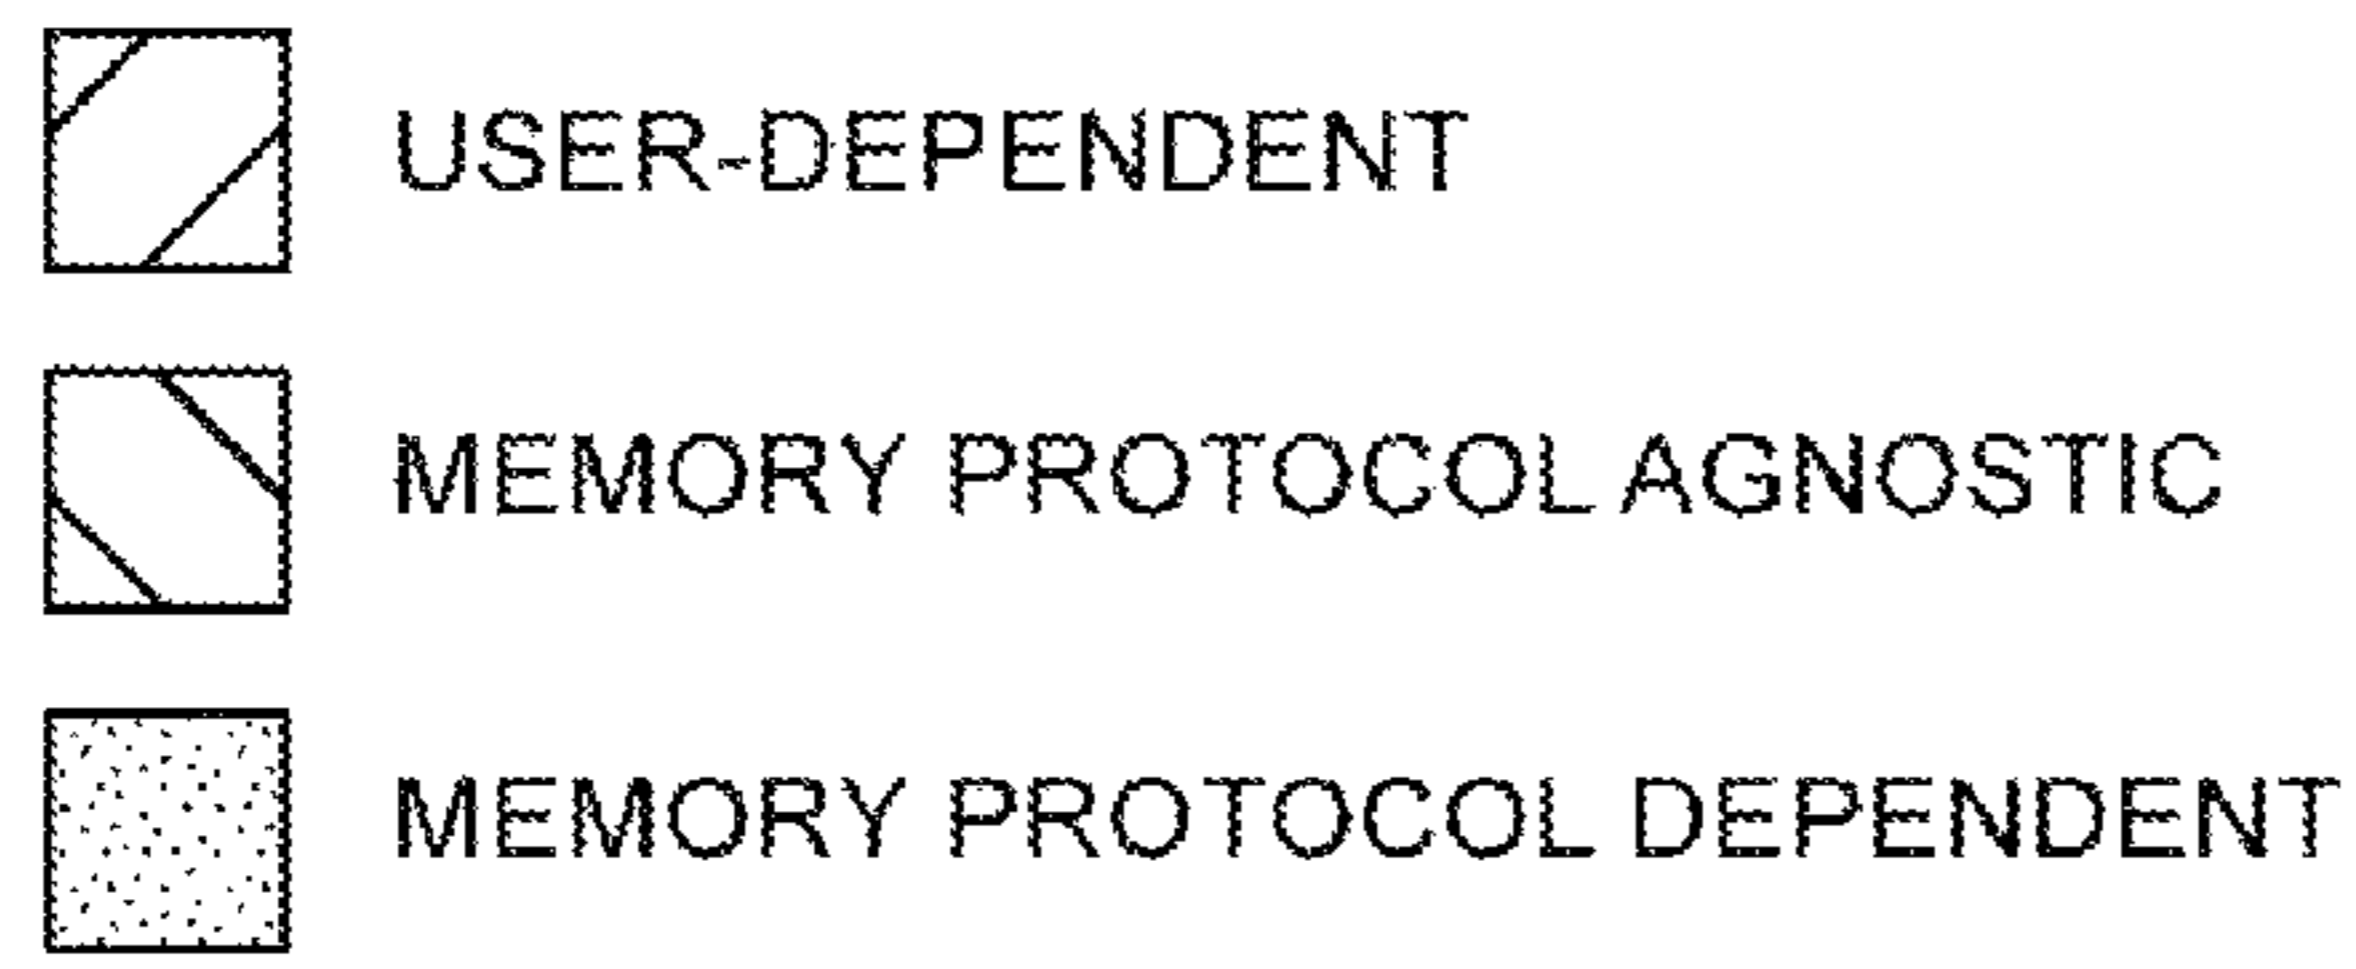 USER-DEPENDENT
MEMORY PROTOCOL AGNOSTIC
MEMORY PROTOCOL DEPENDENT